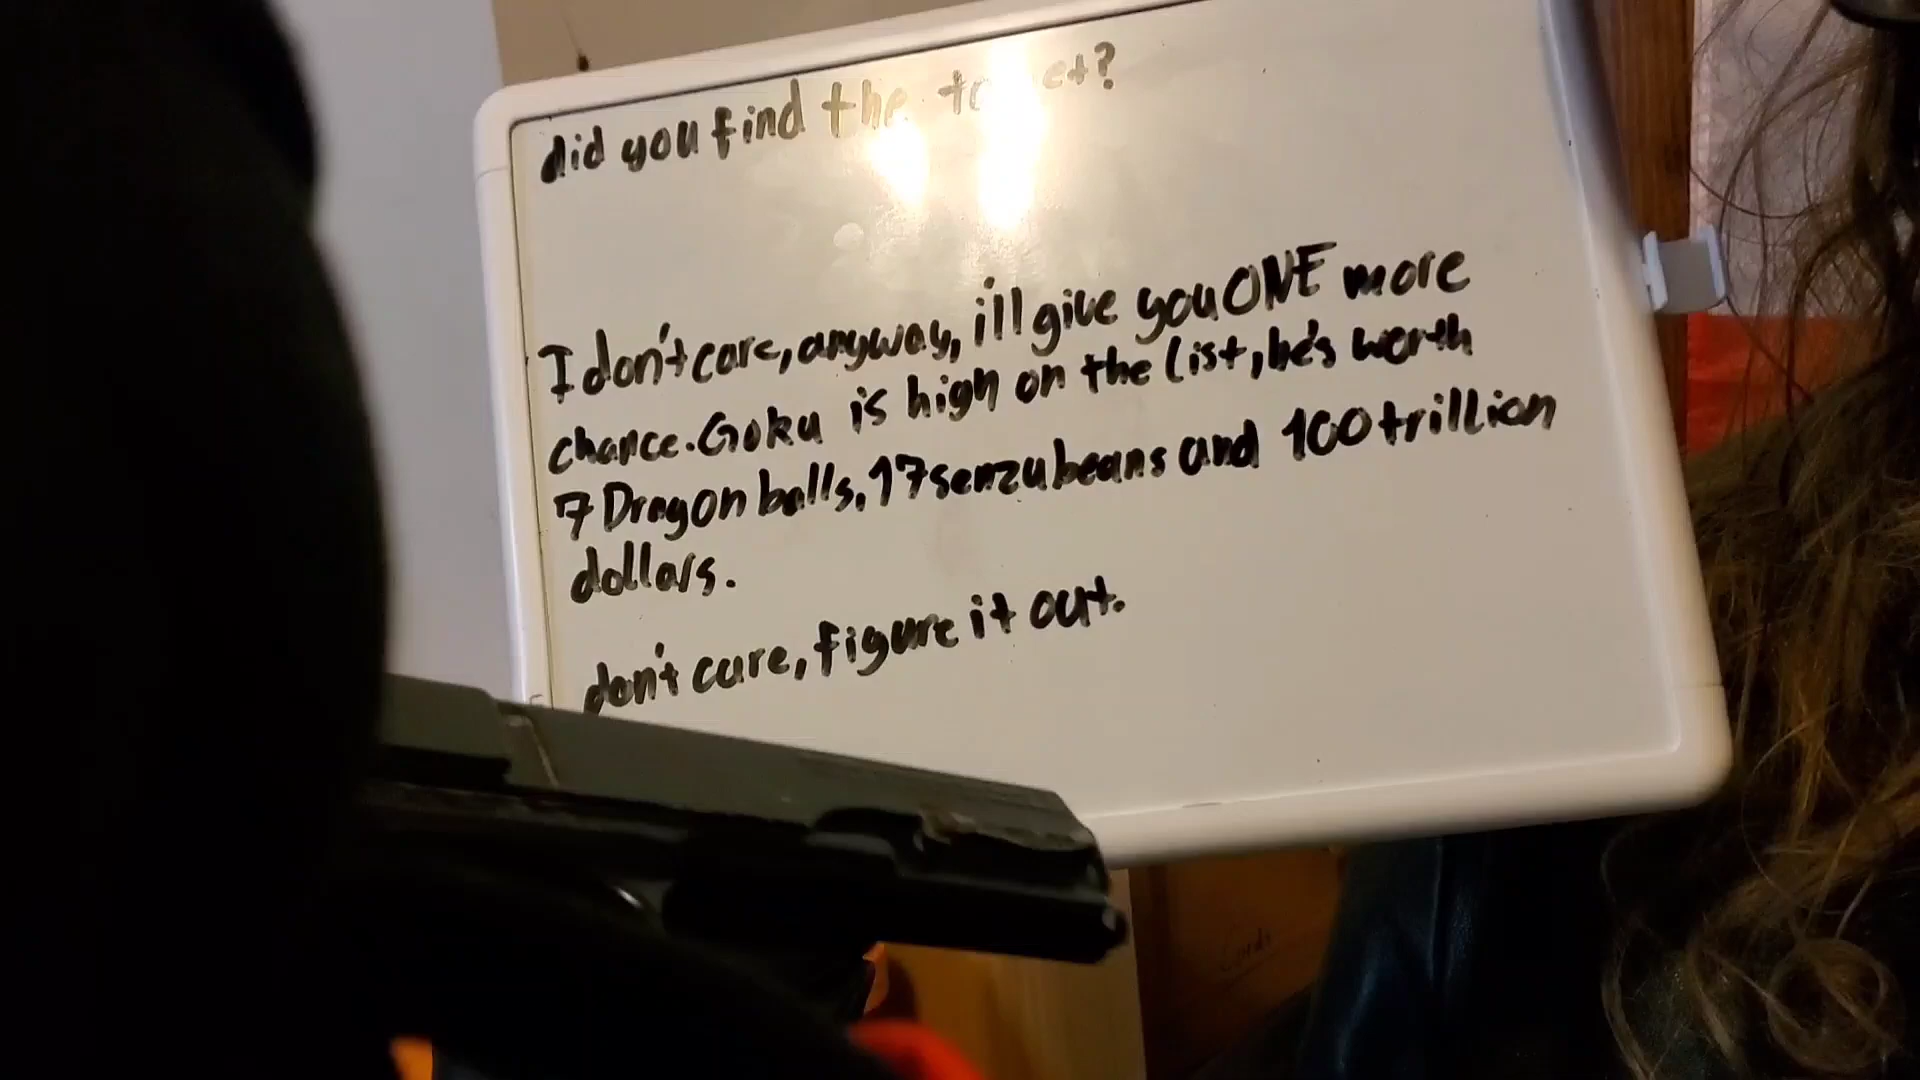 did you find the
I don't care, anyway, i'll give you ONE more
chance. Goku is high on the list, he's worth
7 Dragon balls, 17 senzu beans and 100 trillion
dollars.
don't care, figure it out.